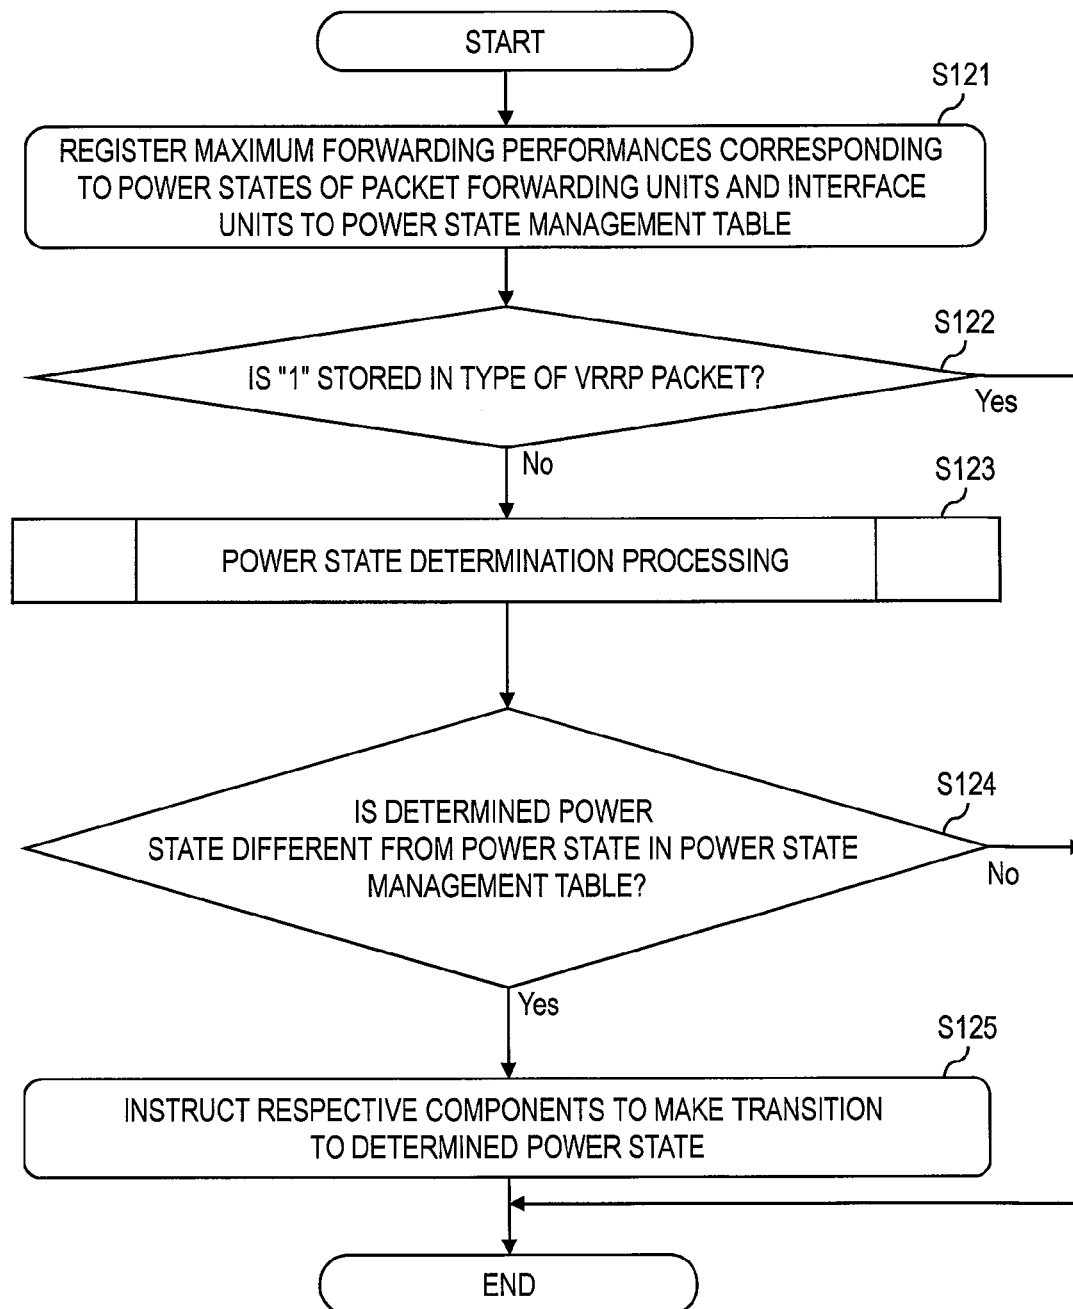 START
S121
REGISTER MAXIMUM FORWARDING PERFORMANCES CORRESPONDING
TO POWER STATES OF PACKET FORWARDING UNITS AND INTERFACE
UNITS TO POWER STATE MANAGEMENT TABLE
S122
IS "1" STORED IN TYPE OF VRRP PACKET?
Yes
No
S123
POWER STATE DETERMINATION PROCESSING
S124
IS DETERMINED POWER
STATE DIFFERENT FROM POWER STATE IN POWER STATE
MANAGEMENT TABLE?
No
Yes
S125
INSTRUCT RESPECTIVE COMPONENTS TO MAKE TRANSITION
TO DETERMINED POWER STATE
END